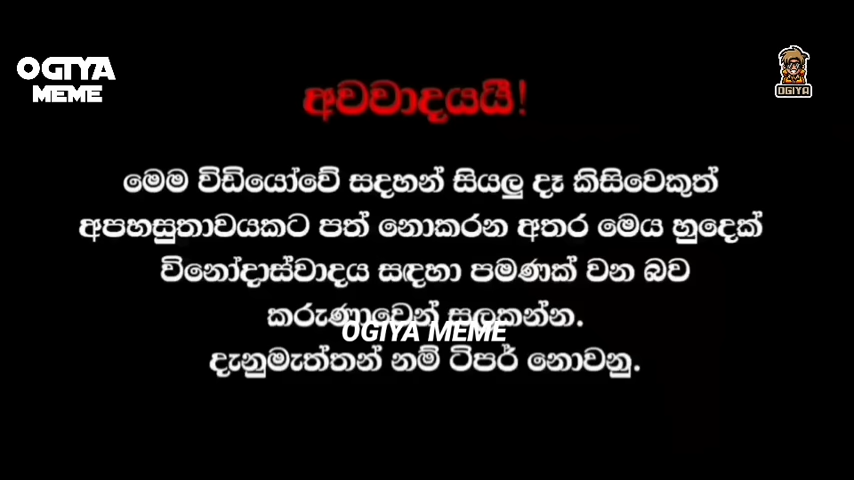 OGIYA
MEME
OGIYA
අවවාදයයී!
මෙම විඩියෝවේ සදහන් සියලු දෑ කිසිවෙකුත්
අපහසුතාවයකට පත් නොකරන අතර මෙය හුදෙක්
විනෝදාස්වාදය සඳහා පමණක් වන බව
කරුණාවෙන් සලකන්න.
OGIYA MEME
දැනුමැත්තන් නම් ටිපර් නොවනු.